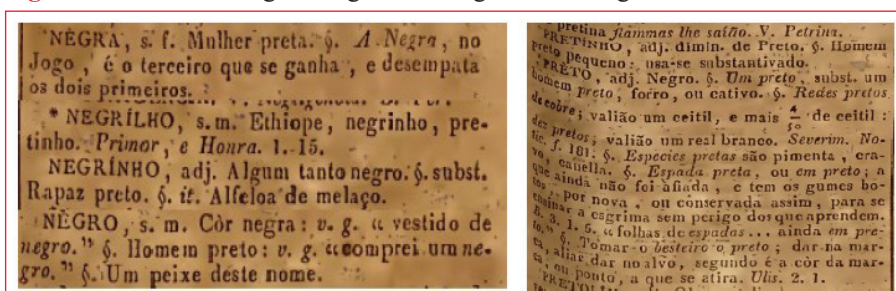 NÈGRA, s. f. Mulher preta. §. A Negra, no
Jogo, é o terceiro que se ganha, e desempata
os dois primeiros.
* NEGRÍLHO, s. m. Ethiope, negrinho, pre-
tinho. Primor, e Honra. 1. 15.
NEGRÍNHO, adj. Algum tanto negro. §. subst.
Rapaz preto. §. it. Alfeloa de melaço.
NÈGRO, s. m. Còr negra: v. g. “vestido de
negro.” §. Homem preto: v. g. “comprei um ne-
gro.” §. Um peixe deste nome.
pretina flammas lhe saíão. V. Petrina.
PRETINHO, adj. dimin. de Preto. §. Homem
preto pequeno: usa-se substantivado.
PRÈTO, adj. Negro. §. Um preto, subst. um
homem preto, forro, ou cativo. §. Redes pretos
de cobre; valião um ceitil, e mais 4/50 de ceitil:
dez pretos; valião um real branco. Severim. No-
tic. f. 181. §. Especies pretas são pimenta, cra-
vo, canella. §. Espada preta, ou em preto; a
que ainda não foi afiada, e tem os gumes bo-
tos, por nova, ou conservada assim, para se
ensinar a esgrima sem perigo dos que aprendem.
B. 3. 1. 6. “folhas de espadas... ainda em pre-
to.” §. Tomar o besteiro o preto; dar na mar-
ca, aliàs dar no alvo, segundo é a còr da mar-
ca, ou ponto, a que se atira. Ulis. 2. 1.